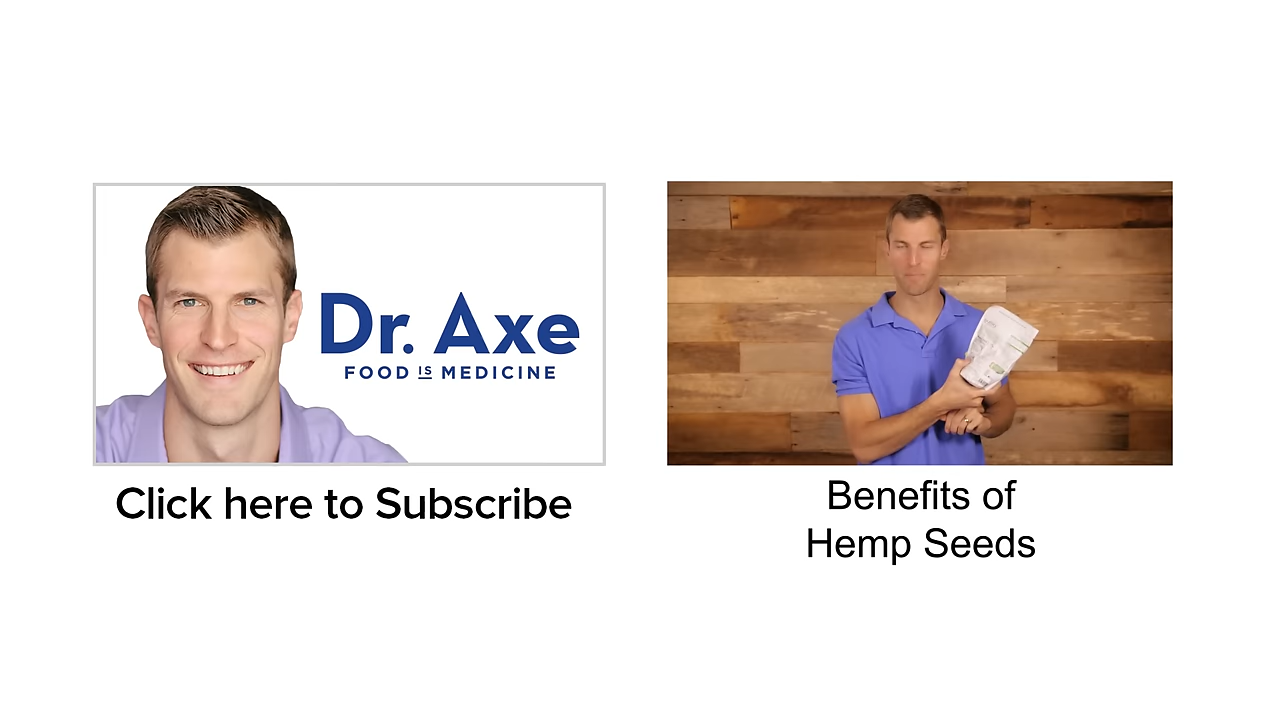 Dr. Axe
FOOD IS MEDICINE
Click here to Subscribe
Benefits of
Hemp Seeds